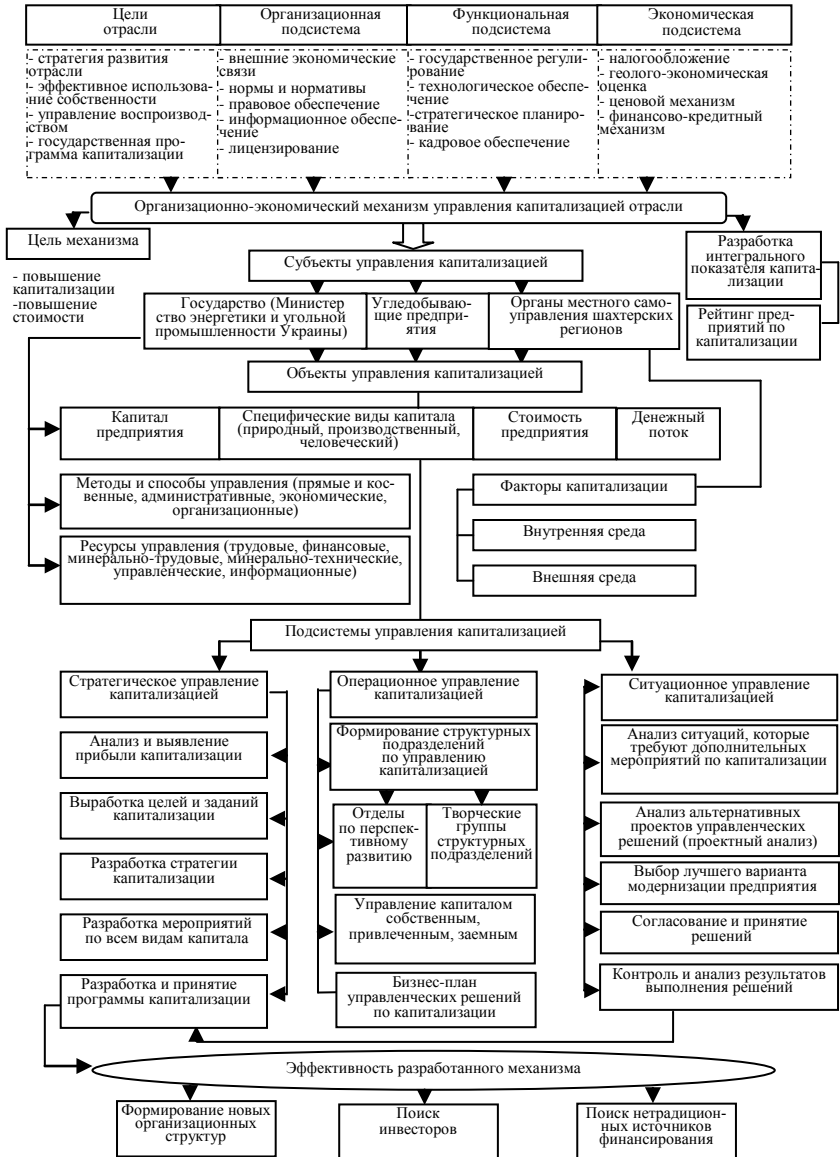 Цели
отрасли
Организационная
подсистема
Функциональная
подсистема
Экономическая
подсистема
- стратегия развития
отрасли
- эффективное использова-
ние собственности
- управление воспроизвод-
ством
- государственная про-
грамма капитализации
- внешние экономические
связи
- нормы и нормативы
- правовое обеспечение
- информационное обеспе-
чение
- лицензирование
- государственное регули-
рование
- технологическое обеспе-
чение
-стратегическое планиро-
вание
- кадровое обеспечение
- налогообложение
- геолого-экономическая
оценка
- ценовой механизм
- финансово-кредитный
механизм
Организационно-экономический механизм управления капитализацией отрасли
Цель механизма
- повышение
капитализации
-повышение
стоимости
Субъекты управления капитализацией
Разработка
интегрального
показателя капита-
лизации
Государство (Министер
ство энергетики и угольной
промышленности Украины)
Угледобываю-
щие предпри-
ятия
Органы местного само-
управления шахтерских
регионов
Рейтинг пред-
приятий по
капитализации
Объекты управления капитализацией
Капитал
предприятия
Специфические виды капитала
(природный, производственный,
человеческий)
Стоимость
предприятия
Денежный
поток
Методы и способы управления (прямые и кос-
венные, административные, экономические,
организационные)
Факторы капитализации
Внутренняя среда
Ресурсы управления (трудовые, финансовые,
минерально-трудовые, минерально-технические,
управленческие, информационные)
Внешняя среда
Подсистемы управления капитализацией
Стратегическое управление
капитализацией
Анализ и выявление
прибыли капитализации
Выработка целей и заданий
капитализации
Разработка стратегии
капитализации
Разработка мероприятий
по всем видам капитала
Разработка и принятие
программы капитализации
Операционное управление
капитализацией
Формирование структурных
подразделений
по управлению
капитализацией
Отделы
по перспек-
тивному
развитию
Творческие
группы
структурных
подразделений
Управление капиталом
собственным,
привлеченным, заемным
Бизнес-план
управленческих решений
по капитализации
Ситуационное управление
капитализацией
Анализ ситуаций, которые
требуют дополнительных
мероприятий по капитализации
Анализ альтернативных
проектов управленческих
решений (проектный анализ)
Выбор лучшего варианта
модернизации предприятия
Согласование и принятие
решений
Контроль и анализ результатов
выполнения решений
Эффективность разработанного механизма
Формирование новых
организационных
структур
Поиск
инвесторов
Поиск нетрадицион-
ных источников
финансирования